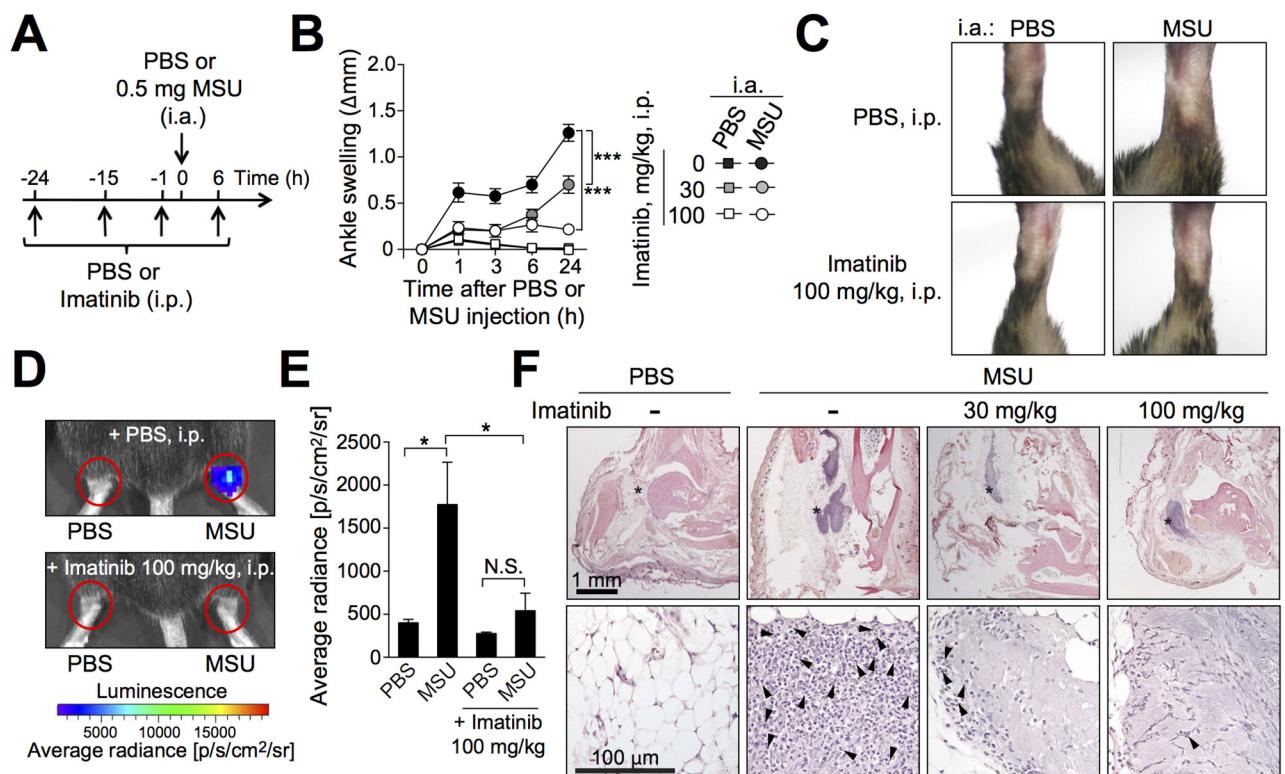 A
PBS or
0.5 mg MSU
(i.a.)
-24 -15 -1 0 6 Time (h)
PBS or
Imatinib (i.p.)
B
Ankle swelling (Δmm)
2.0
1.5
1.0
0.5
0
0 1 3 6 24
Time after PBS or
MSU injection (h)
***
***
i.a.
PBS MSU
Imatinib, mg/kg, i.p.
0
30
100
C
i.a.: PBS MSU
PBS, i.p.
Imatinib
100 mg/kg, i.p.
D
+ PBS, i.p.
PBS MSU
+ Imatinib 100 mg/kg, i.p.
PBS MSU
Luminescence
5000 10000 15000
Average radiance [p/s/cm²/sr]
E
Average radiance [p/s/cm²/sr]
2500
2000
1500
1000
500
0
* *
N.S.
PBS MSU PBS MSU
+ Imatinib
100 mg/kg
F
PBS MSU
Imatinib - - 30 mg/kg 100 mg/kg
* * * *
1 mm
100 µm